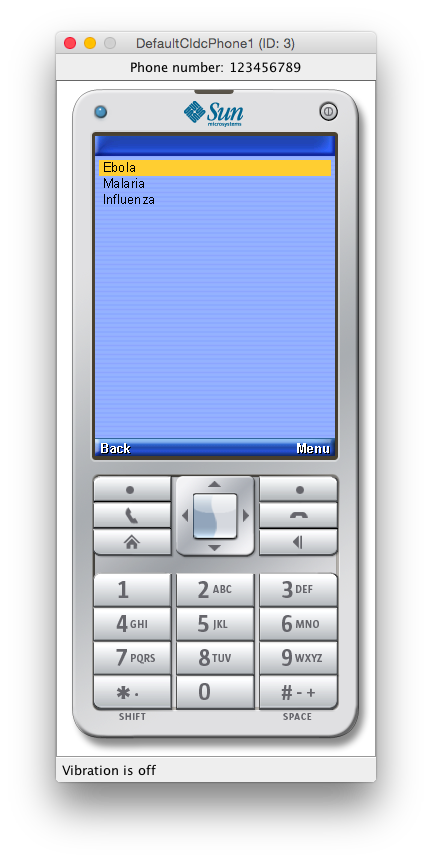 DefaultCldcPhone1 (ID: 3)
Phone number: 123456789
Sun
microsystems
Ebola
Malaria
Influenza
Back Menu
1 2 ABC 3 DEF
4 GHI 5 JKL 6 MNO
7 PQRS 8 TUV 9 WXYZ
* . 0 # - +
SHIFT SPACE
Vibration is off